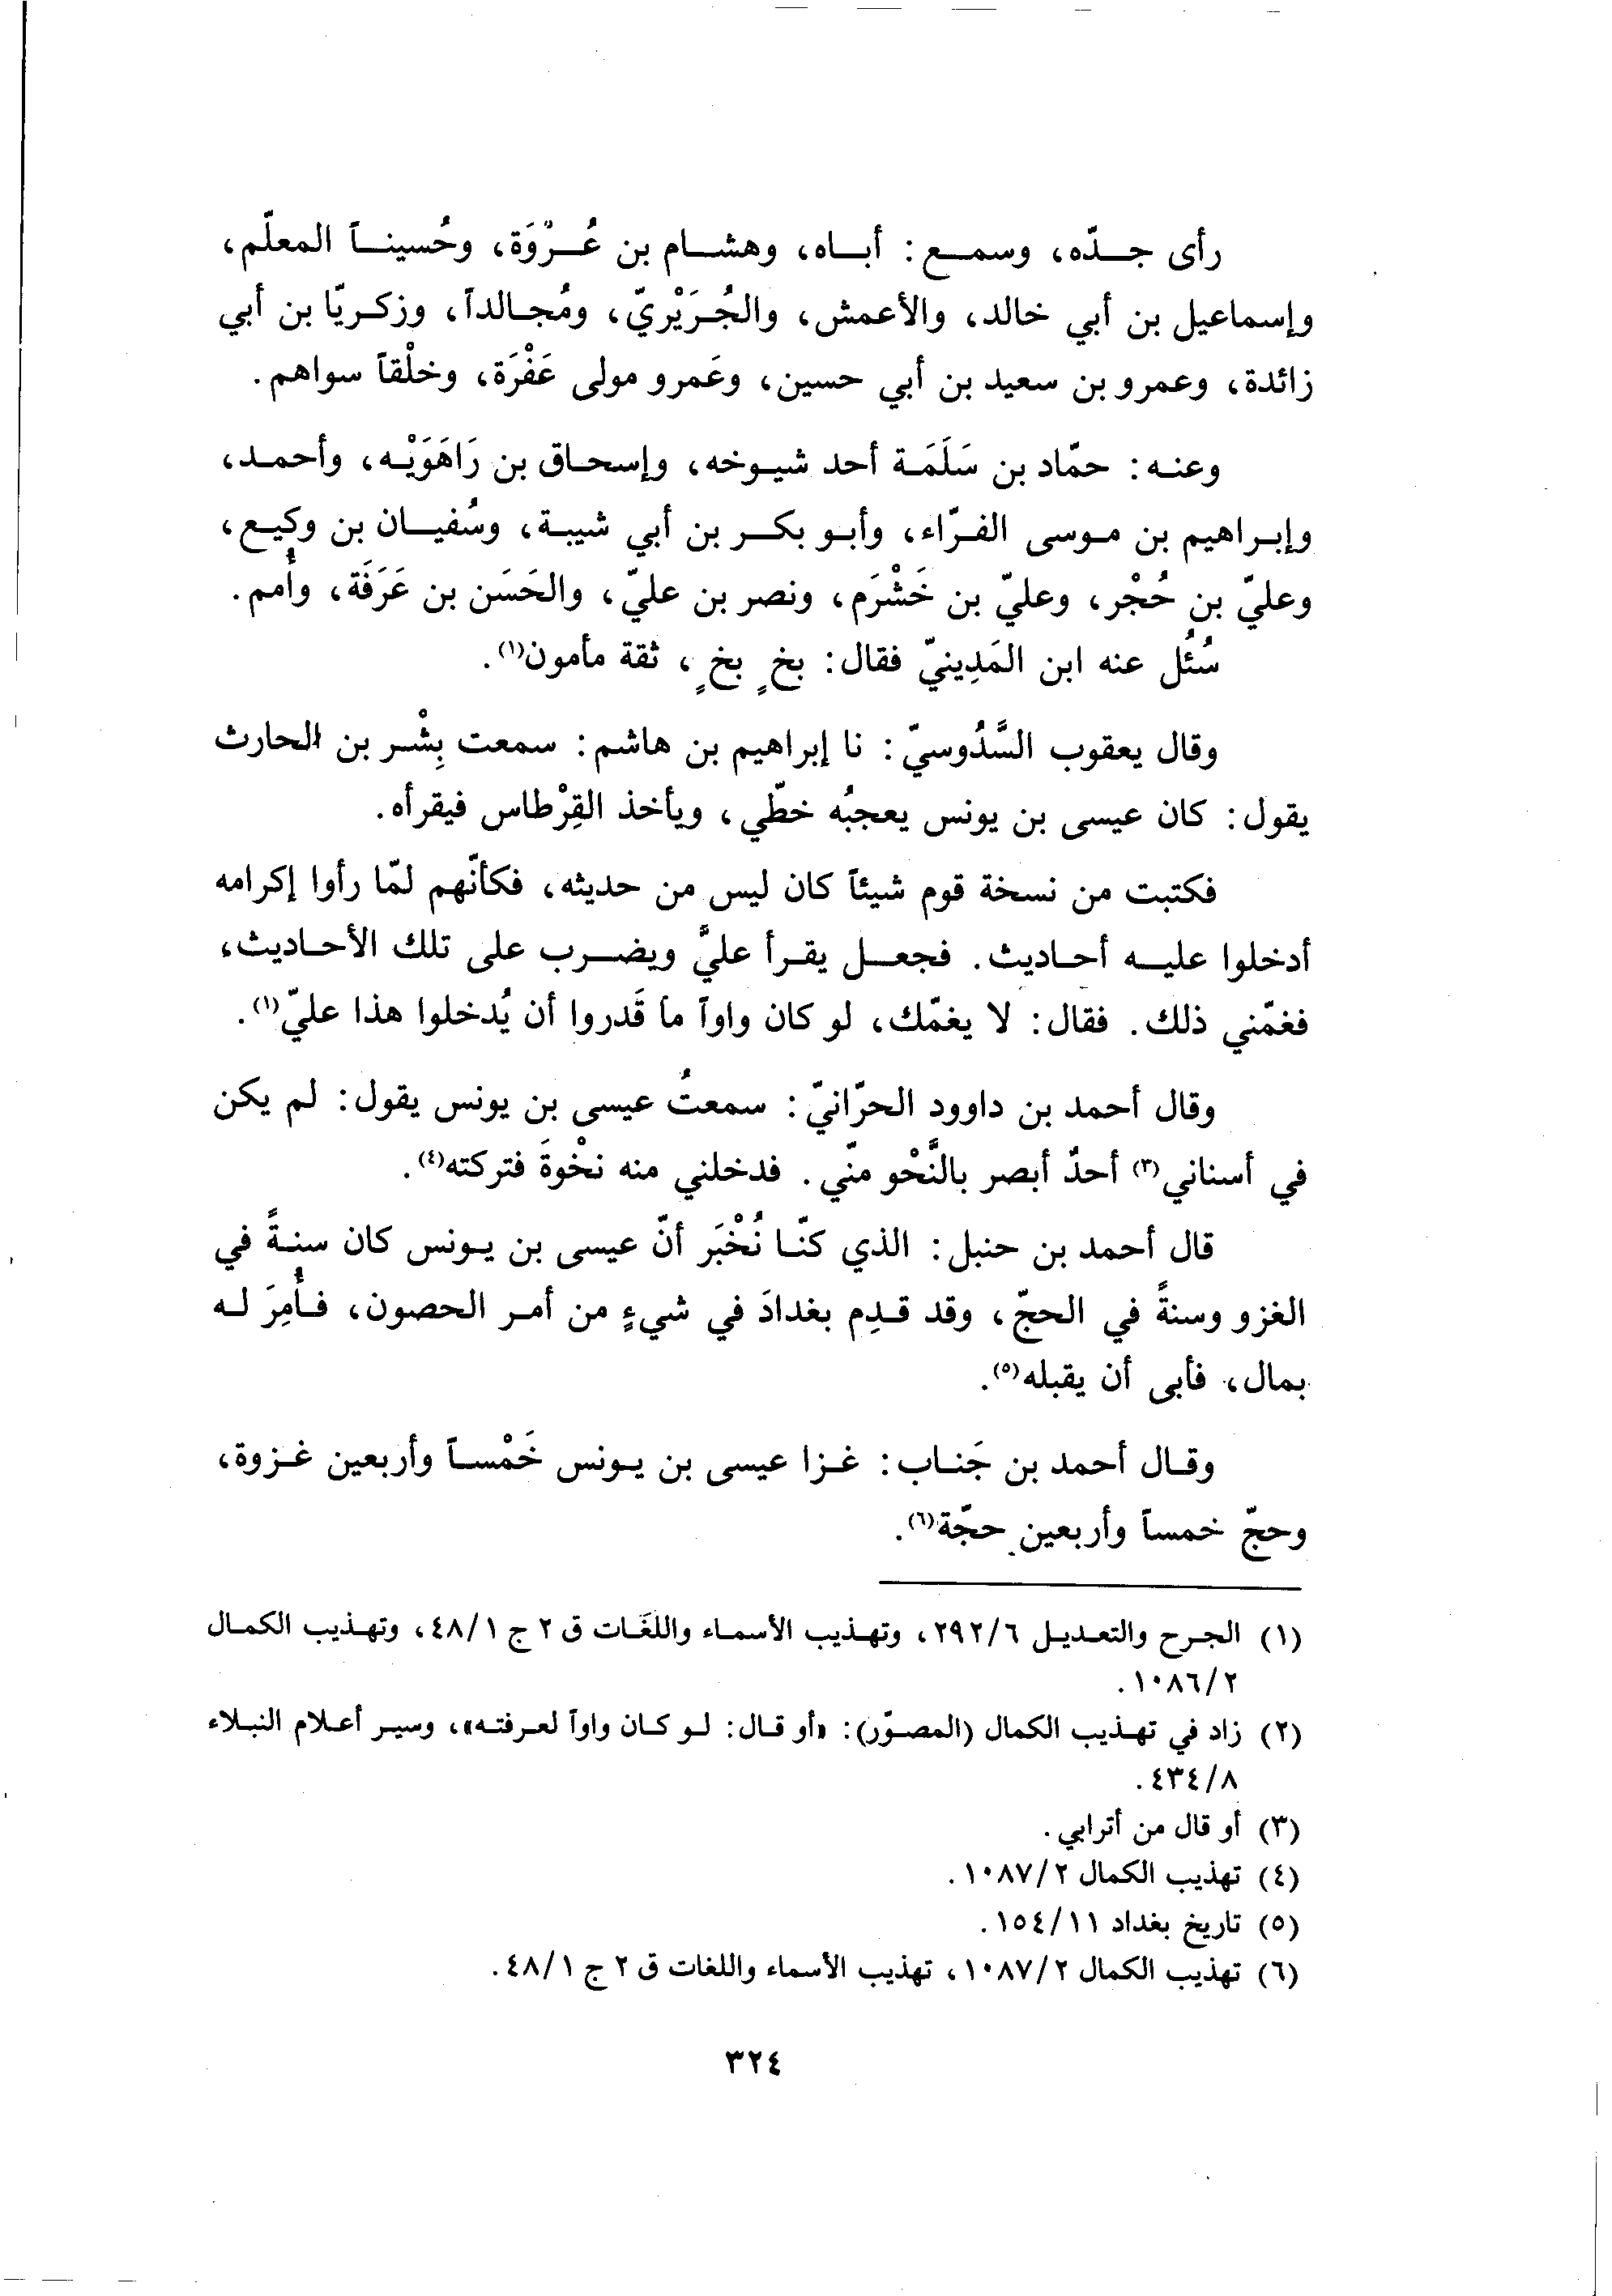 رأى جدّه، وسمع: أباه، وهشام بن عُرْوَة، وحُسيناً المعلّم،
وإسماعيل بن أبي خالد، والأعمش، والجُرَيْريّ، ومُجالداً، وزكريّا بن أبي
زائدة، وعمرو بن سعيد بن أبي حسين، وعَمرو مولى عَفْرَة، وخلْقاً سواهم.
وعنه: حمّاد بن سَلَمَة أحد شيوخه، وإسحاق بن رَاهَوَيْه، وأحمد،
وإبراهيم بن موسى الفرّاء، وأبو بكر بن أبي شيبة، وسُفيان بن وكيع،
وعليّ بن حُجْر، وعليّ بن خَشْرَم، ونصر بن عليّ، والحَسَن بن عَرَفَة، وأُمم.
سُئُل عنه ابن المَدِينيّ فقال: بخٍ بخٍ، ثقة مأمون(١).
وقال يعقوب السَّدُوسيّ: نا إبراهيم بن هاشم: سمعت بِشْر بن الحارث
يقول: كان عيسى بن يونس يعجبُه خطّي، ويأخذ القِرْطاس فيقرأه.
فكتبت من نسخة قوم شيئاً كان ليس من حديثه، فكأنّهم لمّا رأوا إكرامه
أدخلوا عليه أحاديث. فجعل يقرأ عليَّ ويضرب على تلك الأحاديث،
فغمّني ذلك. فقال: لا يغمّك، لو كان واواً ما قَدروا أن يُدخلوا هذا عليّ(١).
وقال أحمد بن داوود الحرّانيّ: سمعتُ عيسى بن يونس يقول: لم يكن
في أسناني(٣) أحدٌ أبصر بالنَّحْو منّي. فدخلني منه نخْوةَ فتركته(٤).
قال أحمد بن حنبل: الذي كنّا نُخْبَر أنّ عيسى بن يونس كان سنةً في
الغزو وسنةً في الحجّ، وقد قدِم بغدادَ في شيءٍ من أمر الحصون، فأُمِرَ له
بمال، فأبى أن يقبله(٥).
وقال أحمد بن جَناب: غزا عيسى بن يونس خَمْساً وأربعين غزوة،
وحجّ خمساً وأربعين حجّة(٦).
(١) الجرح والتعديل ٢٩٢/٦، وتهذيب الأسماء واللغَات ق ٢ ج ٤٨/١، وتهذيب الكمال
١٠٨٦/٢.
(٢) زاد في تهذيب الكمال (المصوّر): «أو قال: لو كان واواً لعرفته»، وسير أعلام النبلاء
٤٣٤/٨.
(٣) أو قال من أترابي.
(٤) تهذيب الكمال ١٠٨٧/٢.
(٥) تاريخ بغداد ١٥٤/١١.
(٦) تهذيب الكمال ١٠٨٧/٢، تهذيب الأسماء واللغات ق ٢ ج ٤٨/١.
٣٢٤